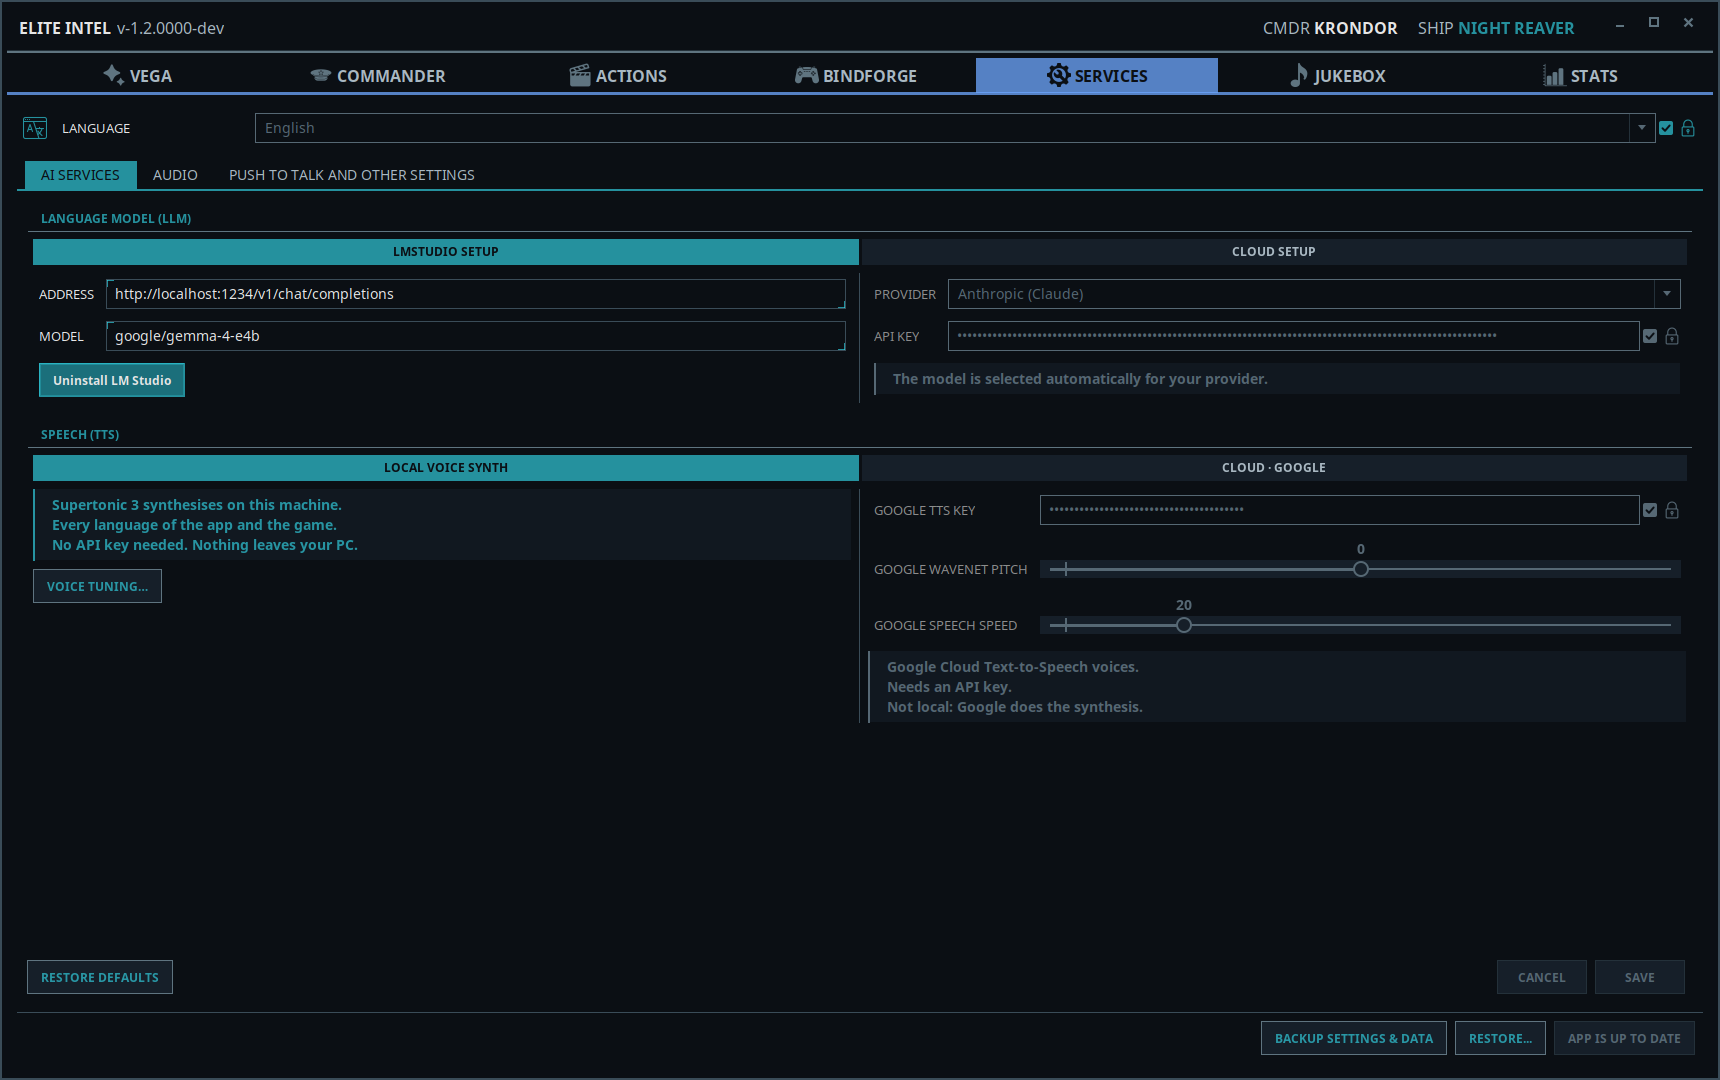 ELITE INTEL v-1.2.0000-dev
CMDR KRONDOR SHIP NIGHT REAVER
VEGA COMMANDER ACTIONS BINDFORGE SERVICES JUKEBOX STATS
LANGUAGE English
AI SERVICES AUDIO PUSH TO TALK AND OTHER SETTINGS
LANGUAGE MODEL (LLM)
LMSTUDIO SETUP
ADDRESS http://localhost:1234/v1/chat/completions
MODEL google/gemma-4-e4b
Uninstall LM Studio
CLOUD SETUP
PROVIDER Anthropic (Claude)
API KEY
The model is selected automatically for your provider.
SPEECH (TTS)
LOCAL VOICE SYNTH
Supertonic 3 synthesises on this machine.
Every language of the app and the game.
No API key needed. Nothing leaves your PC.
VOICE TUNING...
CLOUD · GOOGLE
GOOGLE TTS KEY
0
GOOGLE WAVENET PITCH
20
GOOGLE SPEECH SPEED
Google Cloud Text-to-Speech voices.
Needs an API key.
Not local: Google does the synthesis.
RESTORE DEFAULTS
CANCEL SAVE
BACKUP SETTINGS & DATA RESTORE... APP IS UP TO DATE